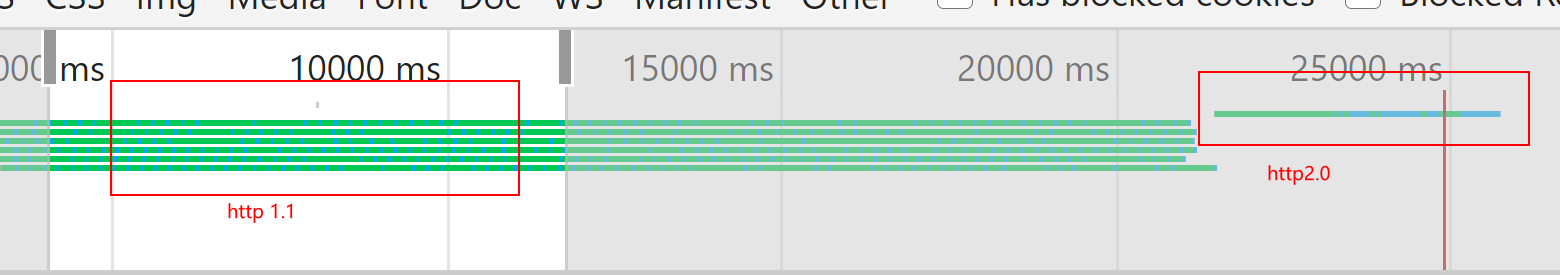 CSS Img Media Font Doc WS Manifest Other Has blocked cookies Blocked
ms 10000 ms 15000 ms 20000 ms 25000 ms
http2.0
http 1.1